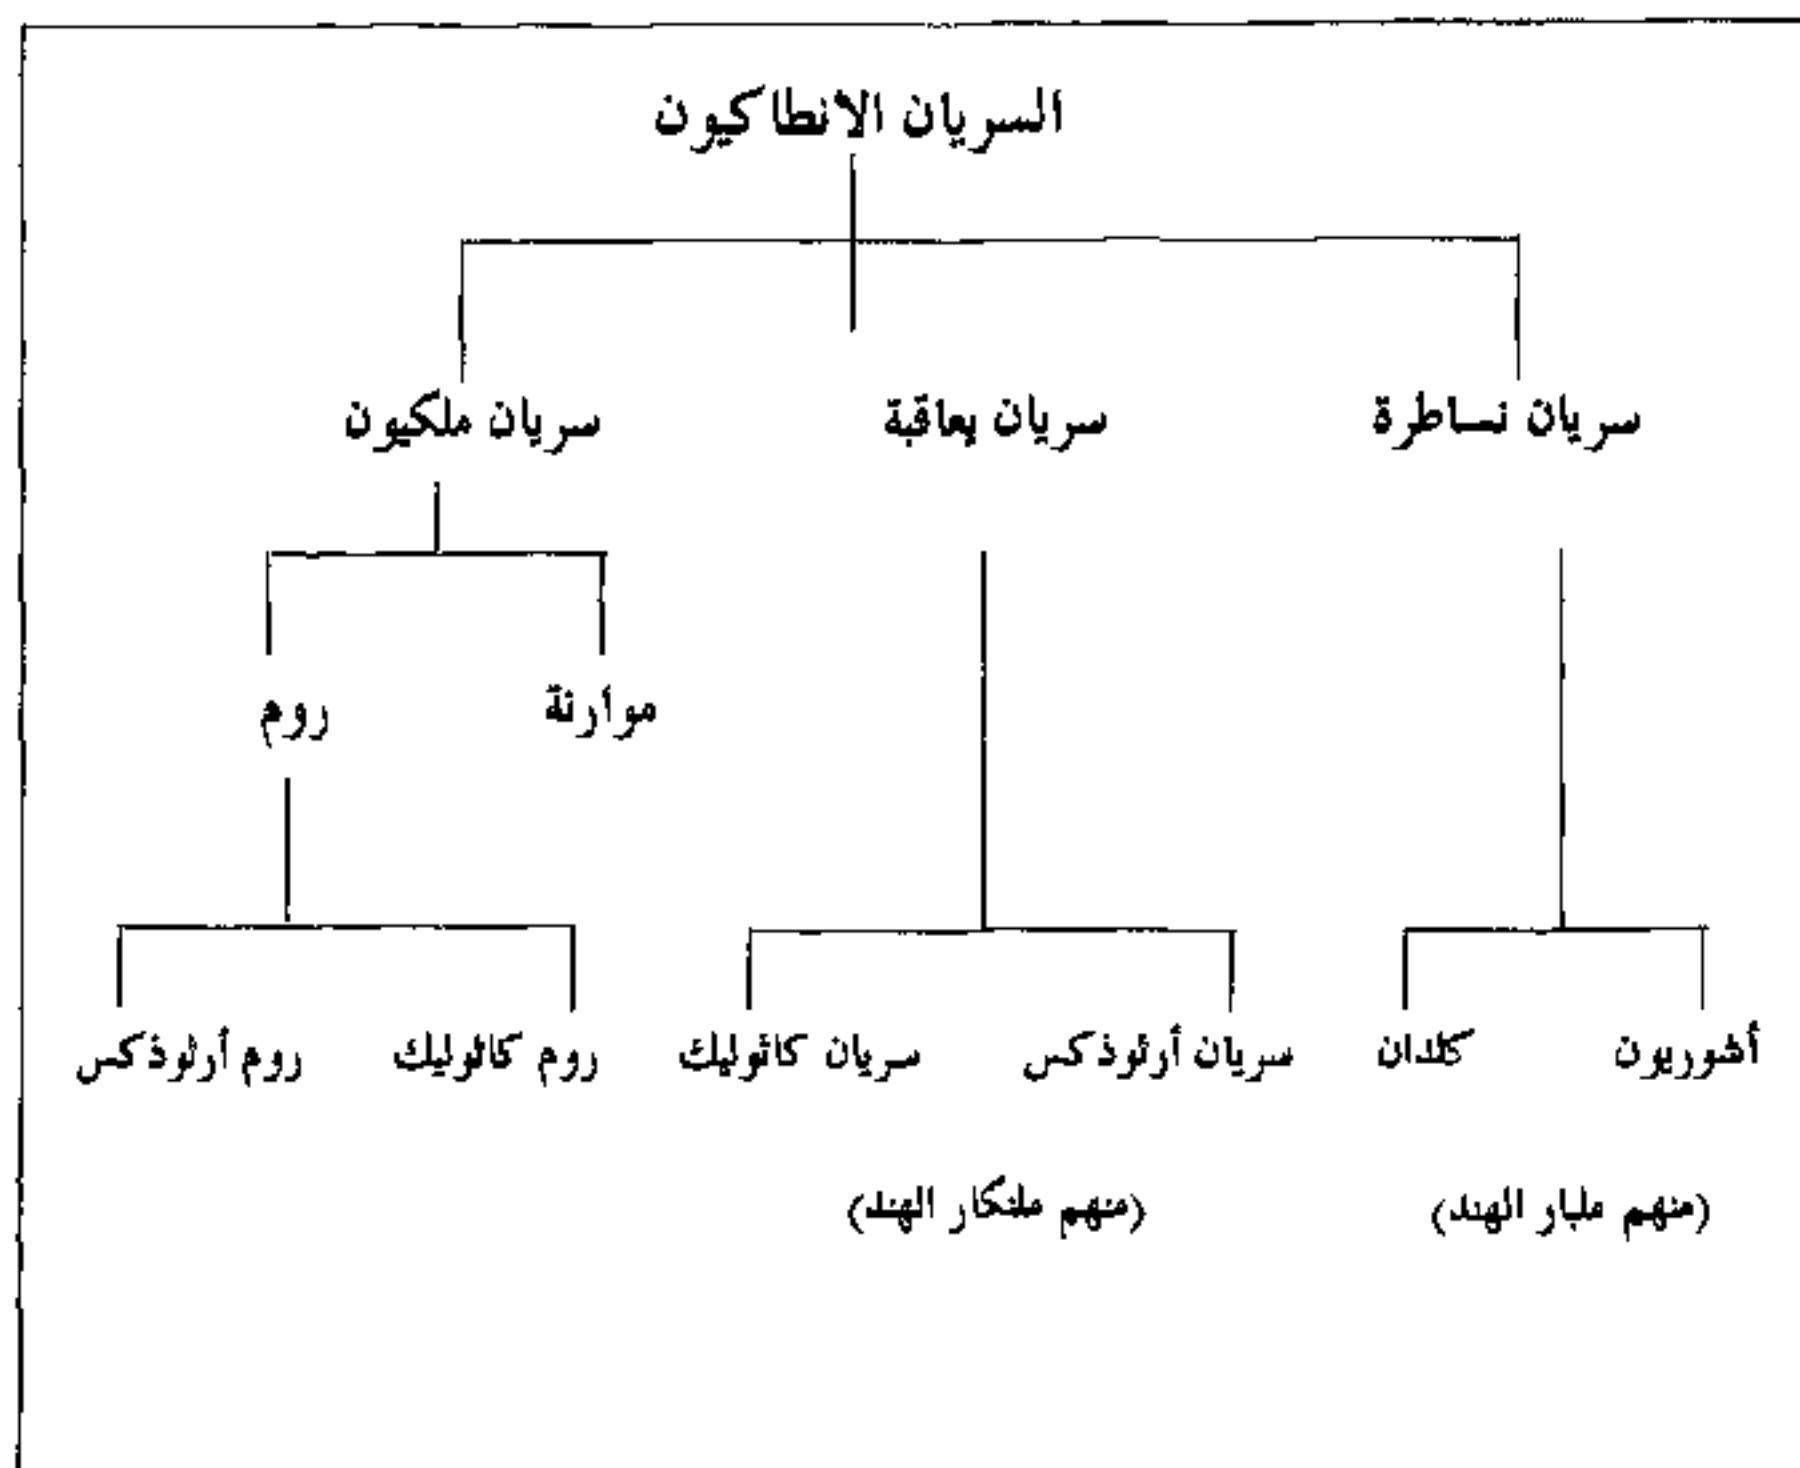 السريان الانطاكيون
سريان نساطرة سريان يعاقبة سريان ملكيون
موارنة روم
أشوريون كلدان سريان أرثوذكس سريان كاثوليك روم كاثوليك روم أرثوذكس
(منهم ملبار الهند) (منهم ملنكار الهند)